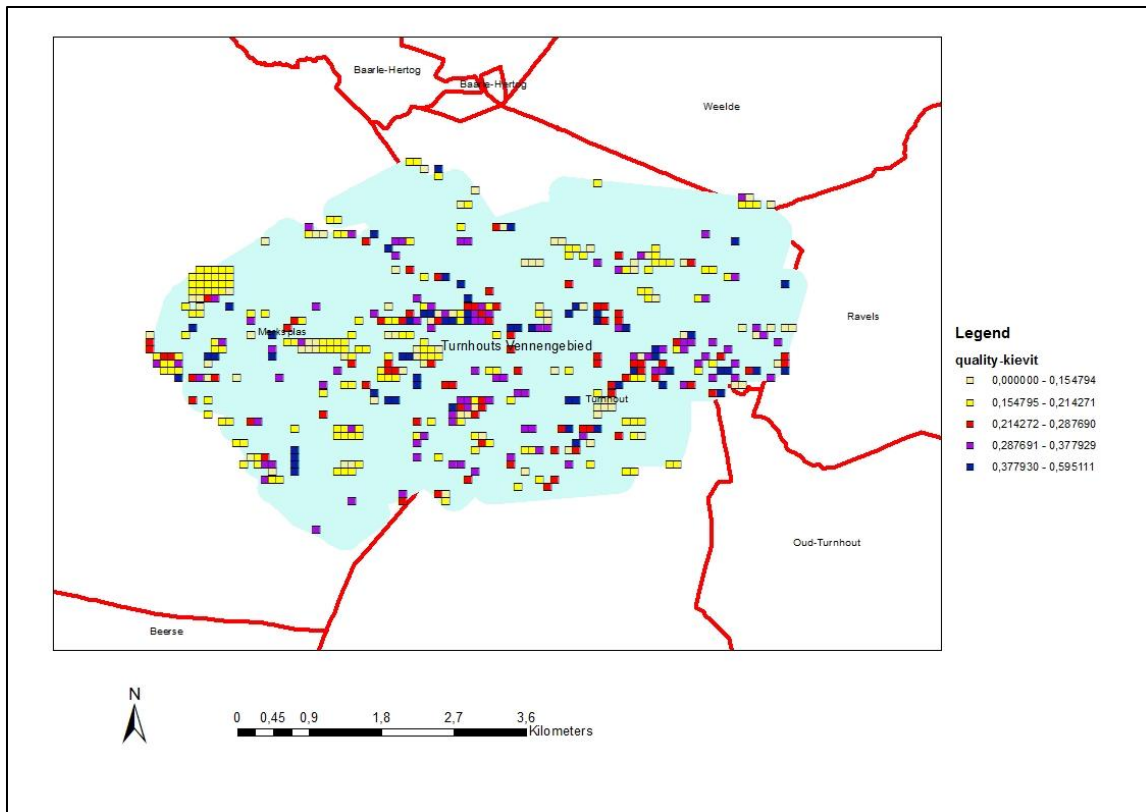 Baarle-Hertog
Baarle-Hertog
Weelde
Merksplas
Turnhouts Vennengebied
Ravels
Turnhout
Oud-Turnhout
Beerse
Legend
quality-kievit
0,000000 - 0,154794
0,154795 - 0,214271
0,214272 - 0,287690
0,287691 - 0,377929
0,377930 - 0,595111
N
0 0,45 0,9 1,8 2,7 3,6
Kilometers